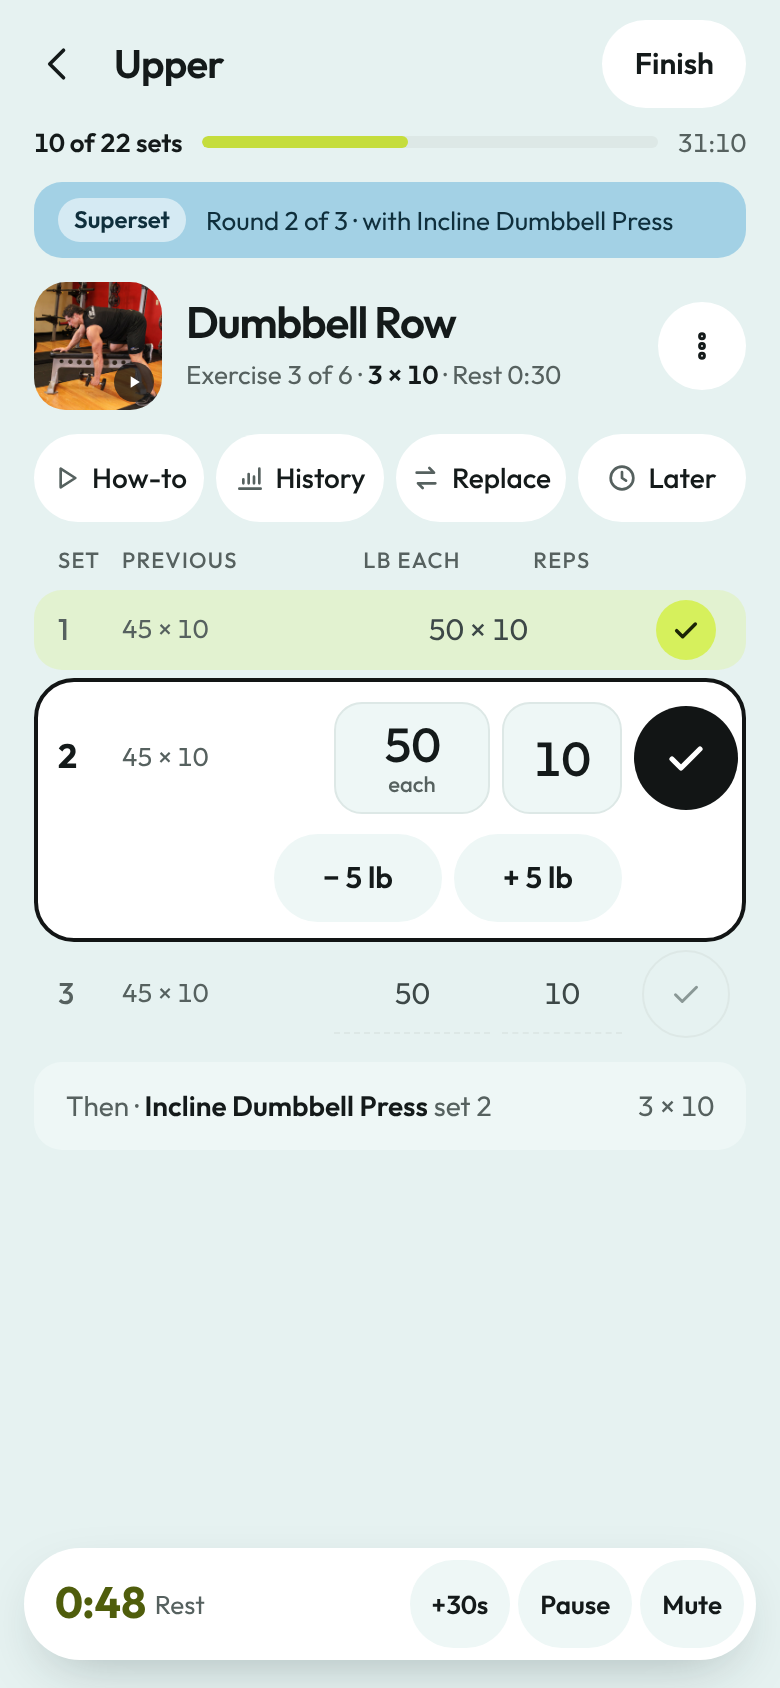 Upper
Finish
10 of 22 sets
31:10
Superset
Round 2 of 3 · with Incline Dumbbell Press
Dumbbell Row
Exercise 3 of 6 · 3 × 10 · Rest 0:30
How-to
History
Replace
Later
SET PREVIOUS LB EACH REPS
1 45 × 10 50 × 10
2 45 × 10 50 each 10
− 5 lb + 5 lb
3 45 × 10 50 10
Then · Incline Dumbbell Press set 2 3 × 10
0:48 Rest +30s Pause Mute